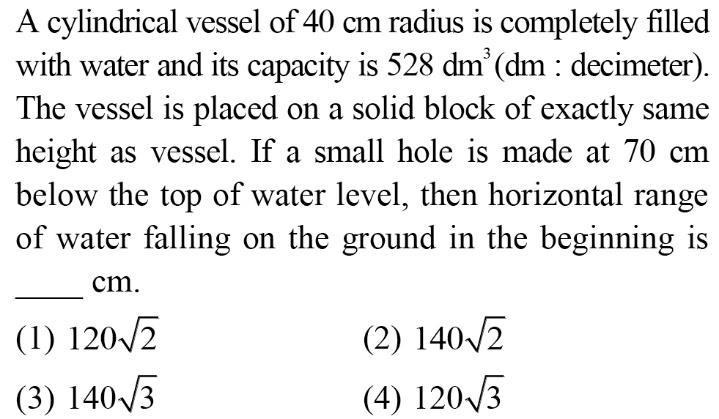 A cylindrical vessel of 40 cm radius is completely filled
with water and its capacity is 528 dm³ (dm : decimeter).
The vessel is placed on a solid block of exactly same
height as vessel. If a small hole is made at 70 cm
below the top of water level, then horizontal range
of water falling on the ground in the beginning is
____ cm.
(1) 120√2 (2) 140√2
(3) 140√3 (4) 120√3